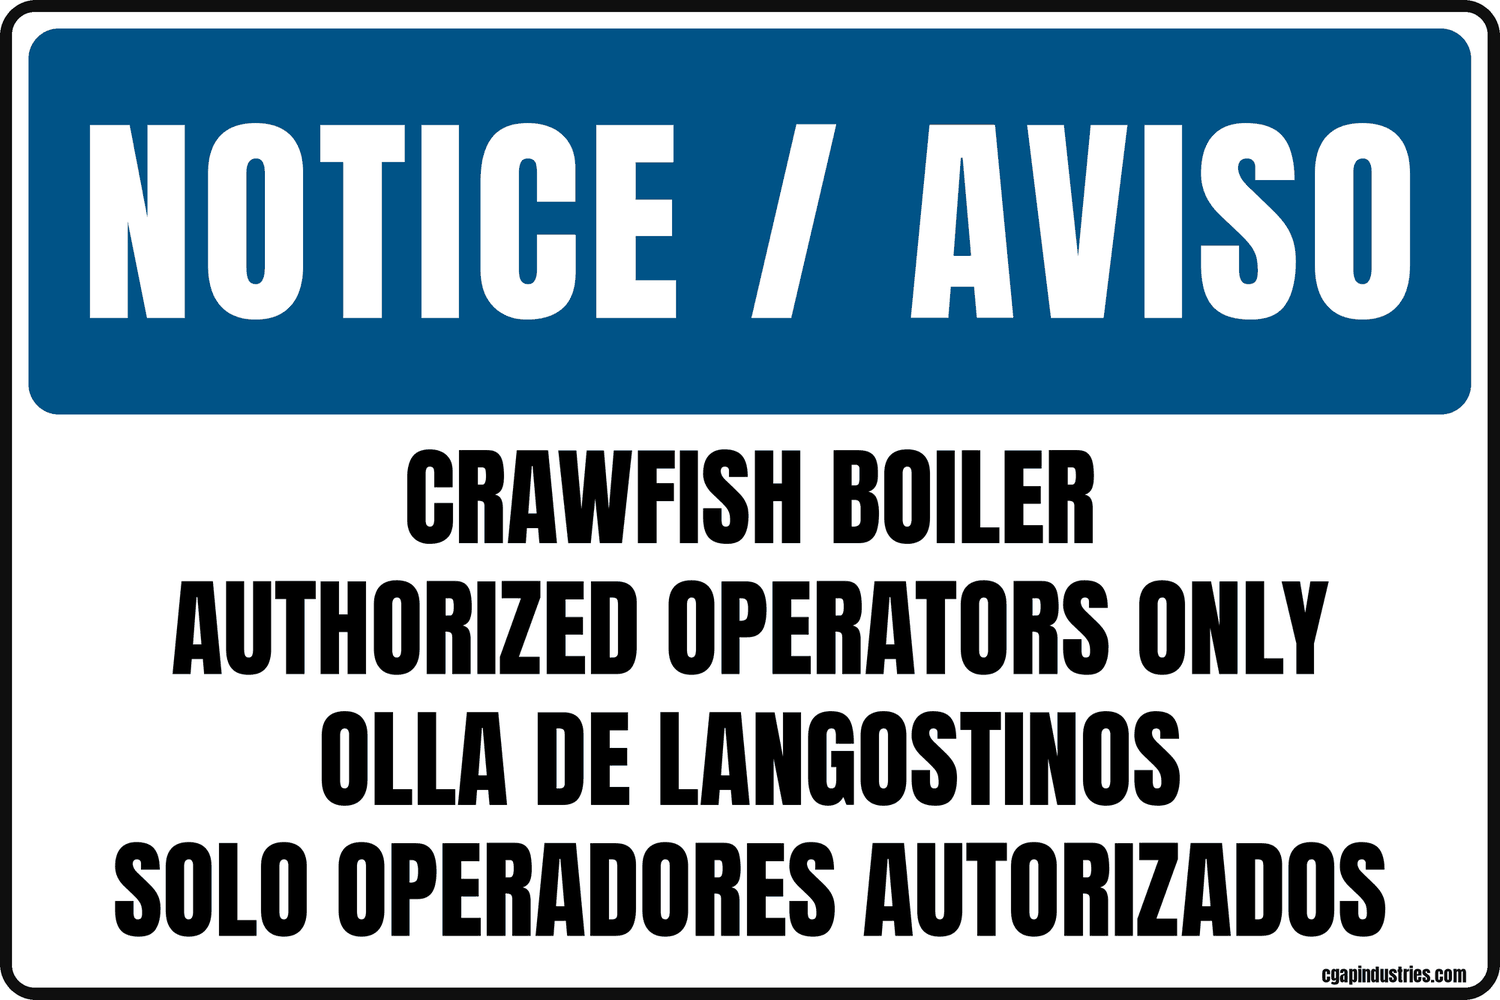 NOTICE / AVISO
CRAWFISH BOILER
AUTHORIZED OPERATORS ONLY
OLLA DE LANGOSTINOS
SOLO OPERADORES AUTORIZADOS
cgapindustries.com